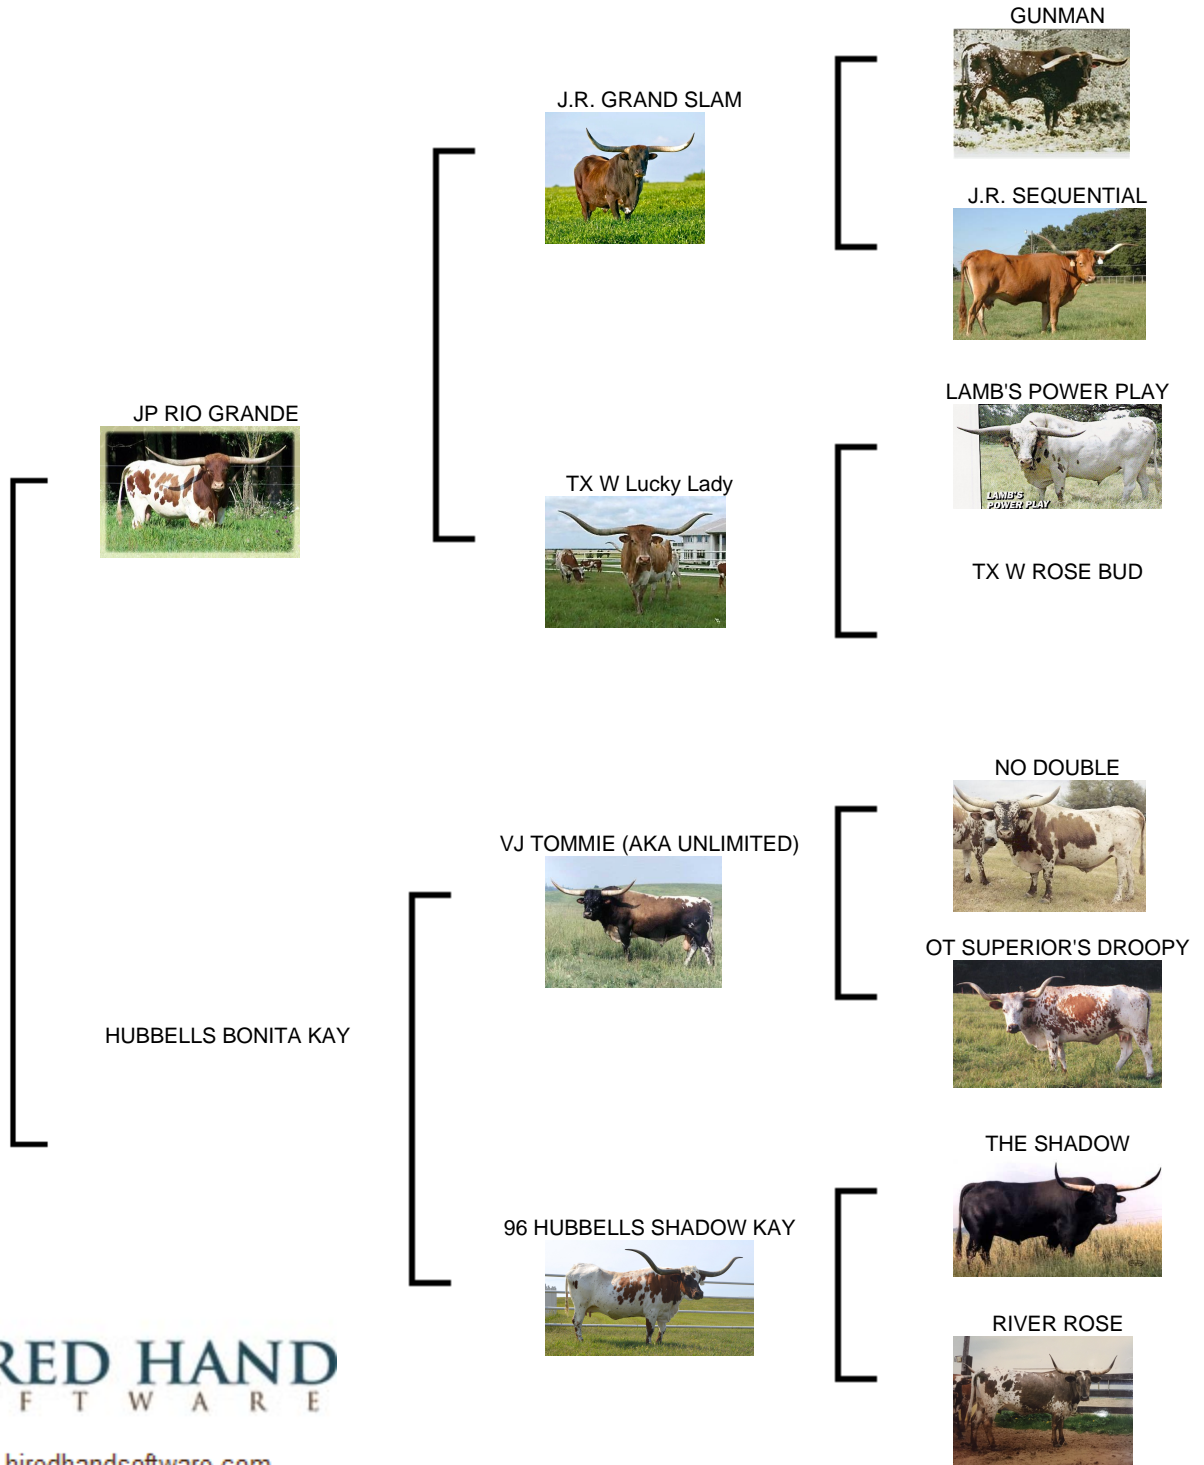 GUNMAN
J.R. GRAND SLAM
J.R. SEQUENTIAL
JP RIO GRANDE
LAMB'S POWER PLAY
LAMB'S
POWER PLAY
TX W Lucky Lady
TX W ROSE BUD
NO DOUBLE
VJ TOMMIE (AKA UNLIMITED)
OT SUPERIOR'S DROOPY
HUBBELLS BONITA KAY
THE SHADOW
96 HUBBELLS SHADOW KAY
RIVER ROSE
RED HAND
F T W A R E
hiredhandsoftware.com